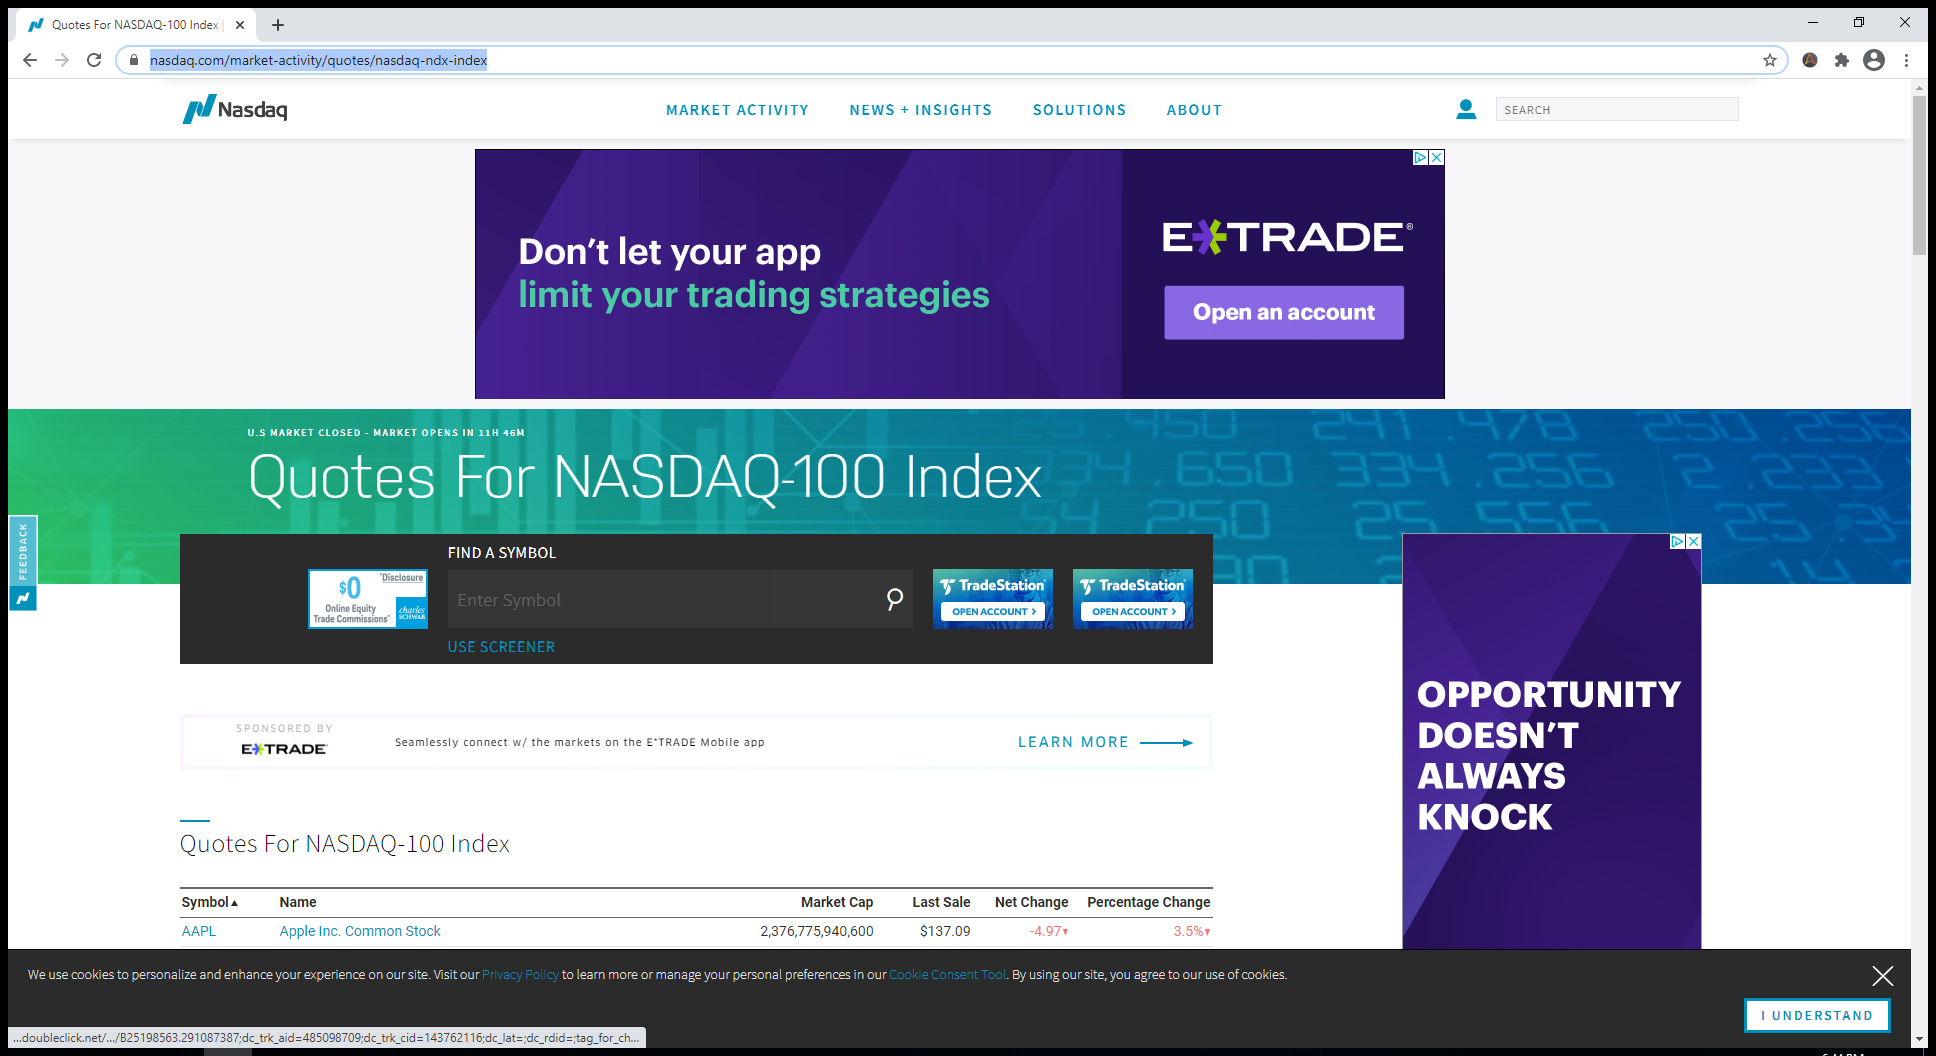 Quotes For NASDAQ-100 Index
nasdaq.com/market-activity/quotes/nasdaq-ndx-index
Nasdaq
MARKET ACTIVITY
NEWS + INSIGHTS
SOLUTIONS
ABOUT
SEARCH
Don't let your app
limit your trading strategies
E*TRADE®
Open an account
U.S MARKET CLOSED - MARKET OPENS IN 11H 46M
Quotes For NASDAQ-100 Index
FEEDBACK
FIND A SYMBOL
$0
*Disclosure
Online Equity
Trade Commissions*
charles
SCHWAB
Enter Symbol
TradeStation
OPEN ACCOUNT >
TradeStation
OPEN ACCOUNT >
USE SCREENER
SPONSORED BY
E*TRADE
Seamlessly connect w/ the markets on the E*TRADE Mobile app
LEARN MORE
OPPORTUNITY
DOESN'T
ALWAYS
KNOCK
Quotes For NASDAQ-100 Index
Symbol▲ Name Market Cap Last Sale Net Change Percentage Change
AAPL Apple Inc. Common Stock 2,376,775,940,600 $137.09 -4.97▼ 3.5%▼
We use cookies to personalize and enhance your experience on our site. Visit our Privacy Policy to learn more or manage your personal preferences in our Cookie Consent Tool. By using our site, you agree to our use of cookies.
I UNDERSTAND
...doubleclick.net/.../B25198563.291087387;dc_trk_aid=485098709;dc_trk_cid=143762116;dc_lat=;dc_rdid=;tag_for_ch...